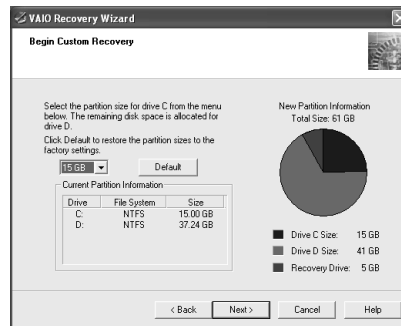 VAIO Recovery Wizard
Begin Custom Recovery
Select the partition size for drive C from the menu
below. The remaining disk space is allocated for
drive D.
Click Default to restore the partition sizes to the
factory settings.
15 GB
Default
Current Partition Information
Drive File System Size
C: NTFS 15.00 GB
D: NTFS 37.24 GB
New Partition Information
Total Size: 61 GB
Drive C Size: 15 GB
Drive D Size: 41 GB
Recovery Drive: 5 GB
< Back
Next >
Cancel
Help